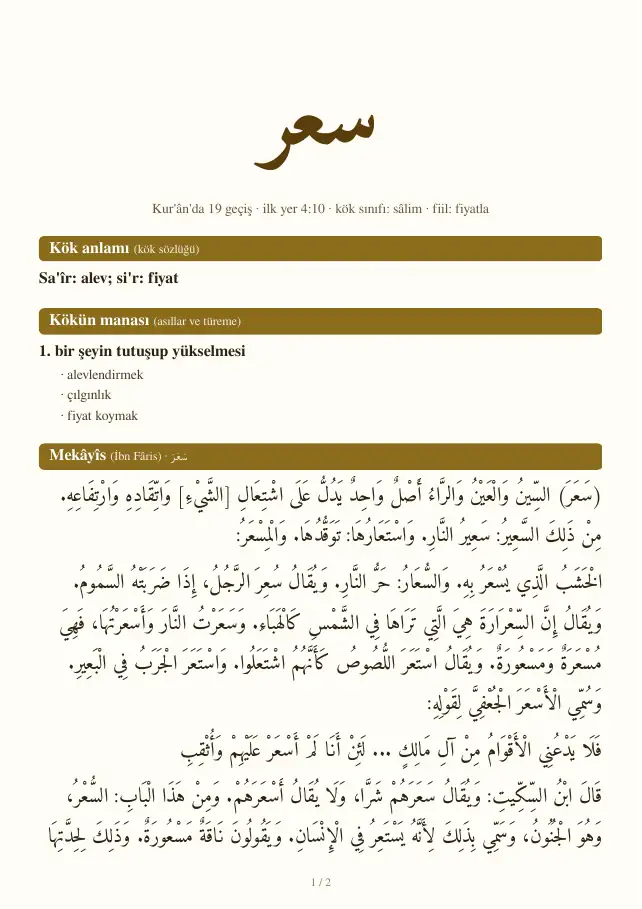 سعر
Kur'ân'da 19 geçiş · ilk yer 4:10 · kök sınıfı: sâlim · fiil: fiyatla
Kök anlamı (kök sözlüğü)
Sa'îr: alev; si'r: fiyat
Kökün manası (asıllar ve türeme)
1. bir şeyin tutuşup yükselmesi
· alevlendirmek
· çılgınlık
· fiyat koymak
Mekâyîs (İbn Fâris) · سَعَرَ
(سَعَرَ) السِّينُ وَالْعَيْنُ وَالرَّاءُ أَصْلٌ وَاحِدٌ يَدُلُّ عَلَى اشْتِعَالِ [الشَّيْءِ] وَاتِّقَادِهِ وَارْتِفَاعِهِ.
مِنْ ذَلِكَ السَّعِيرُ: سَعِيرُ النَّارِ. وَاسْتَعَارُهَا: تَوَقُّدُهَا. وَالْمِسْعَرُ:
الْخَشَبُ الَّذِي يُسْعَرُ بِهِ. وَالسُّعَارُ: حَرُّ النَّارِ. وَيُقَالُ سُعِرَ الرَّجُلُ، إِذَا ضَرَبَتْهُ السَّمُومُ.
وَيُقَالُ إِنَّ السِّعْرَارَةَ هِيَ الَّتِي تَرَاهَا فِي الشَّمْسِ كَالْهَبَاءِ. وَسَعَرْتُ النَّارَ وَأَسْعَرْتُهَا، فَهِيَ
مُسْعَرَةٌ وَمَسْعُورَةٌ. وَيُقَالُ اسْتَعَرَ اللُّصُوصُ كَأَنَّهُمُ اشْتَعَلُوا. وَاسْتَعَرَ الْجَرَبُ فِي الْبَعِيرِ.
وَسُمِّيَ الْأَسْعَرَ الْجُعْفِيَّ لِقَوْلِهِ:
فَلَا يَدْعُنِي الْأَقْوَامُ مِنْ آلِ مَالِكٍ ... لَئِنْ أَنَا لَمْ أَسْعَرْ عَلَيْهِمْ وَأُثْقِبِ
قَالَ ابْنُ السِّكِّيتِ: وَيُقَالُ سَعَرَهُمْ شَرًّا، وَلَا يُقَالُ أَسْعَرَهُمْ. وَمِنْ هَذَا الْبَابِ: السُّعْرُ،
وَهُوَ الْجُنُونُ، وَسُمِّيَ بِذَلِكَ لِأَنَّهُ يَسْتَعِرُ فِي الْإِنْسَانِ. وَيَقُولُونَ نَاقَةٌ مَسْعُورَةٌ. وَذَلِكَ لِحِدَّتِهَا
1 / 2